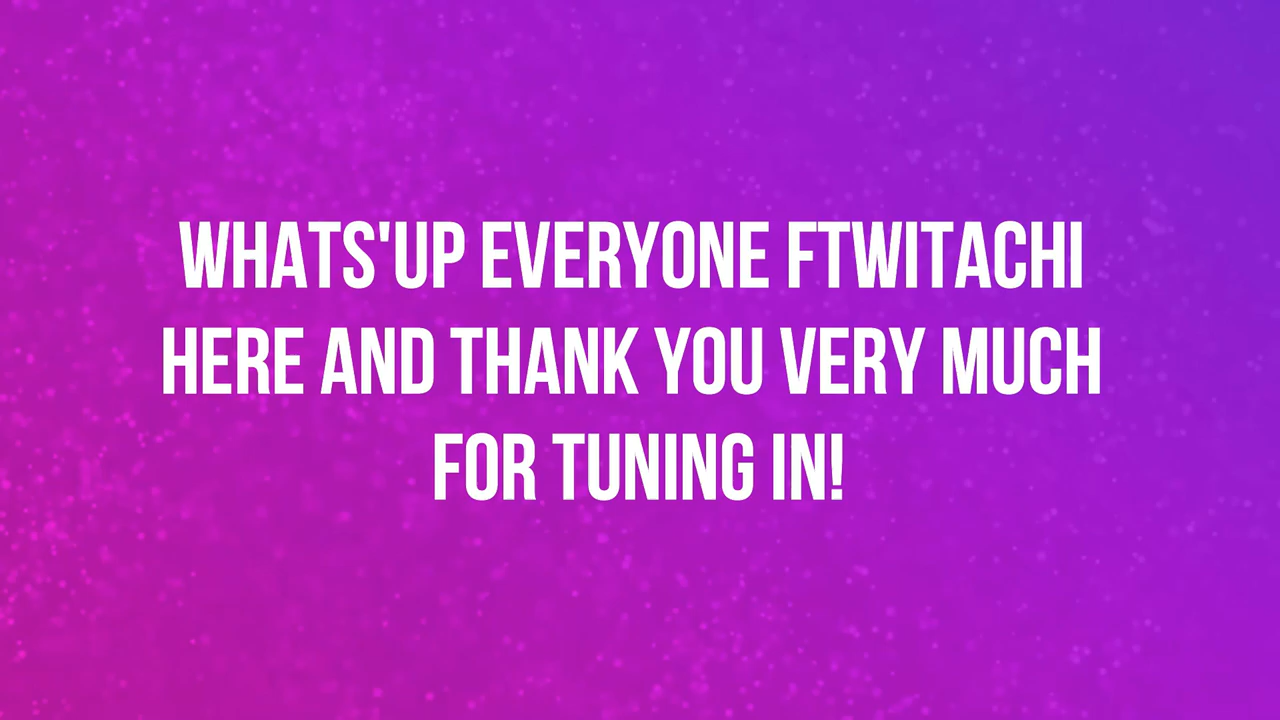 WHATS'UP EVERYONE FTWITACHI
HERE AND THANK YOU VERY MUCH
FOR TUNING IN!